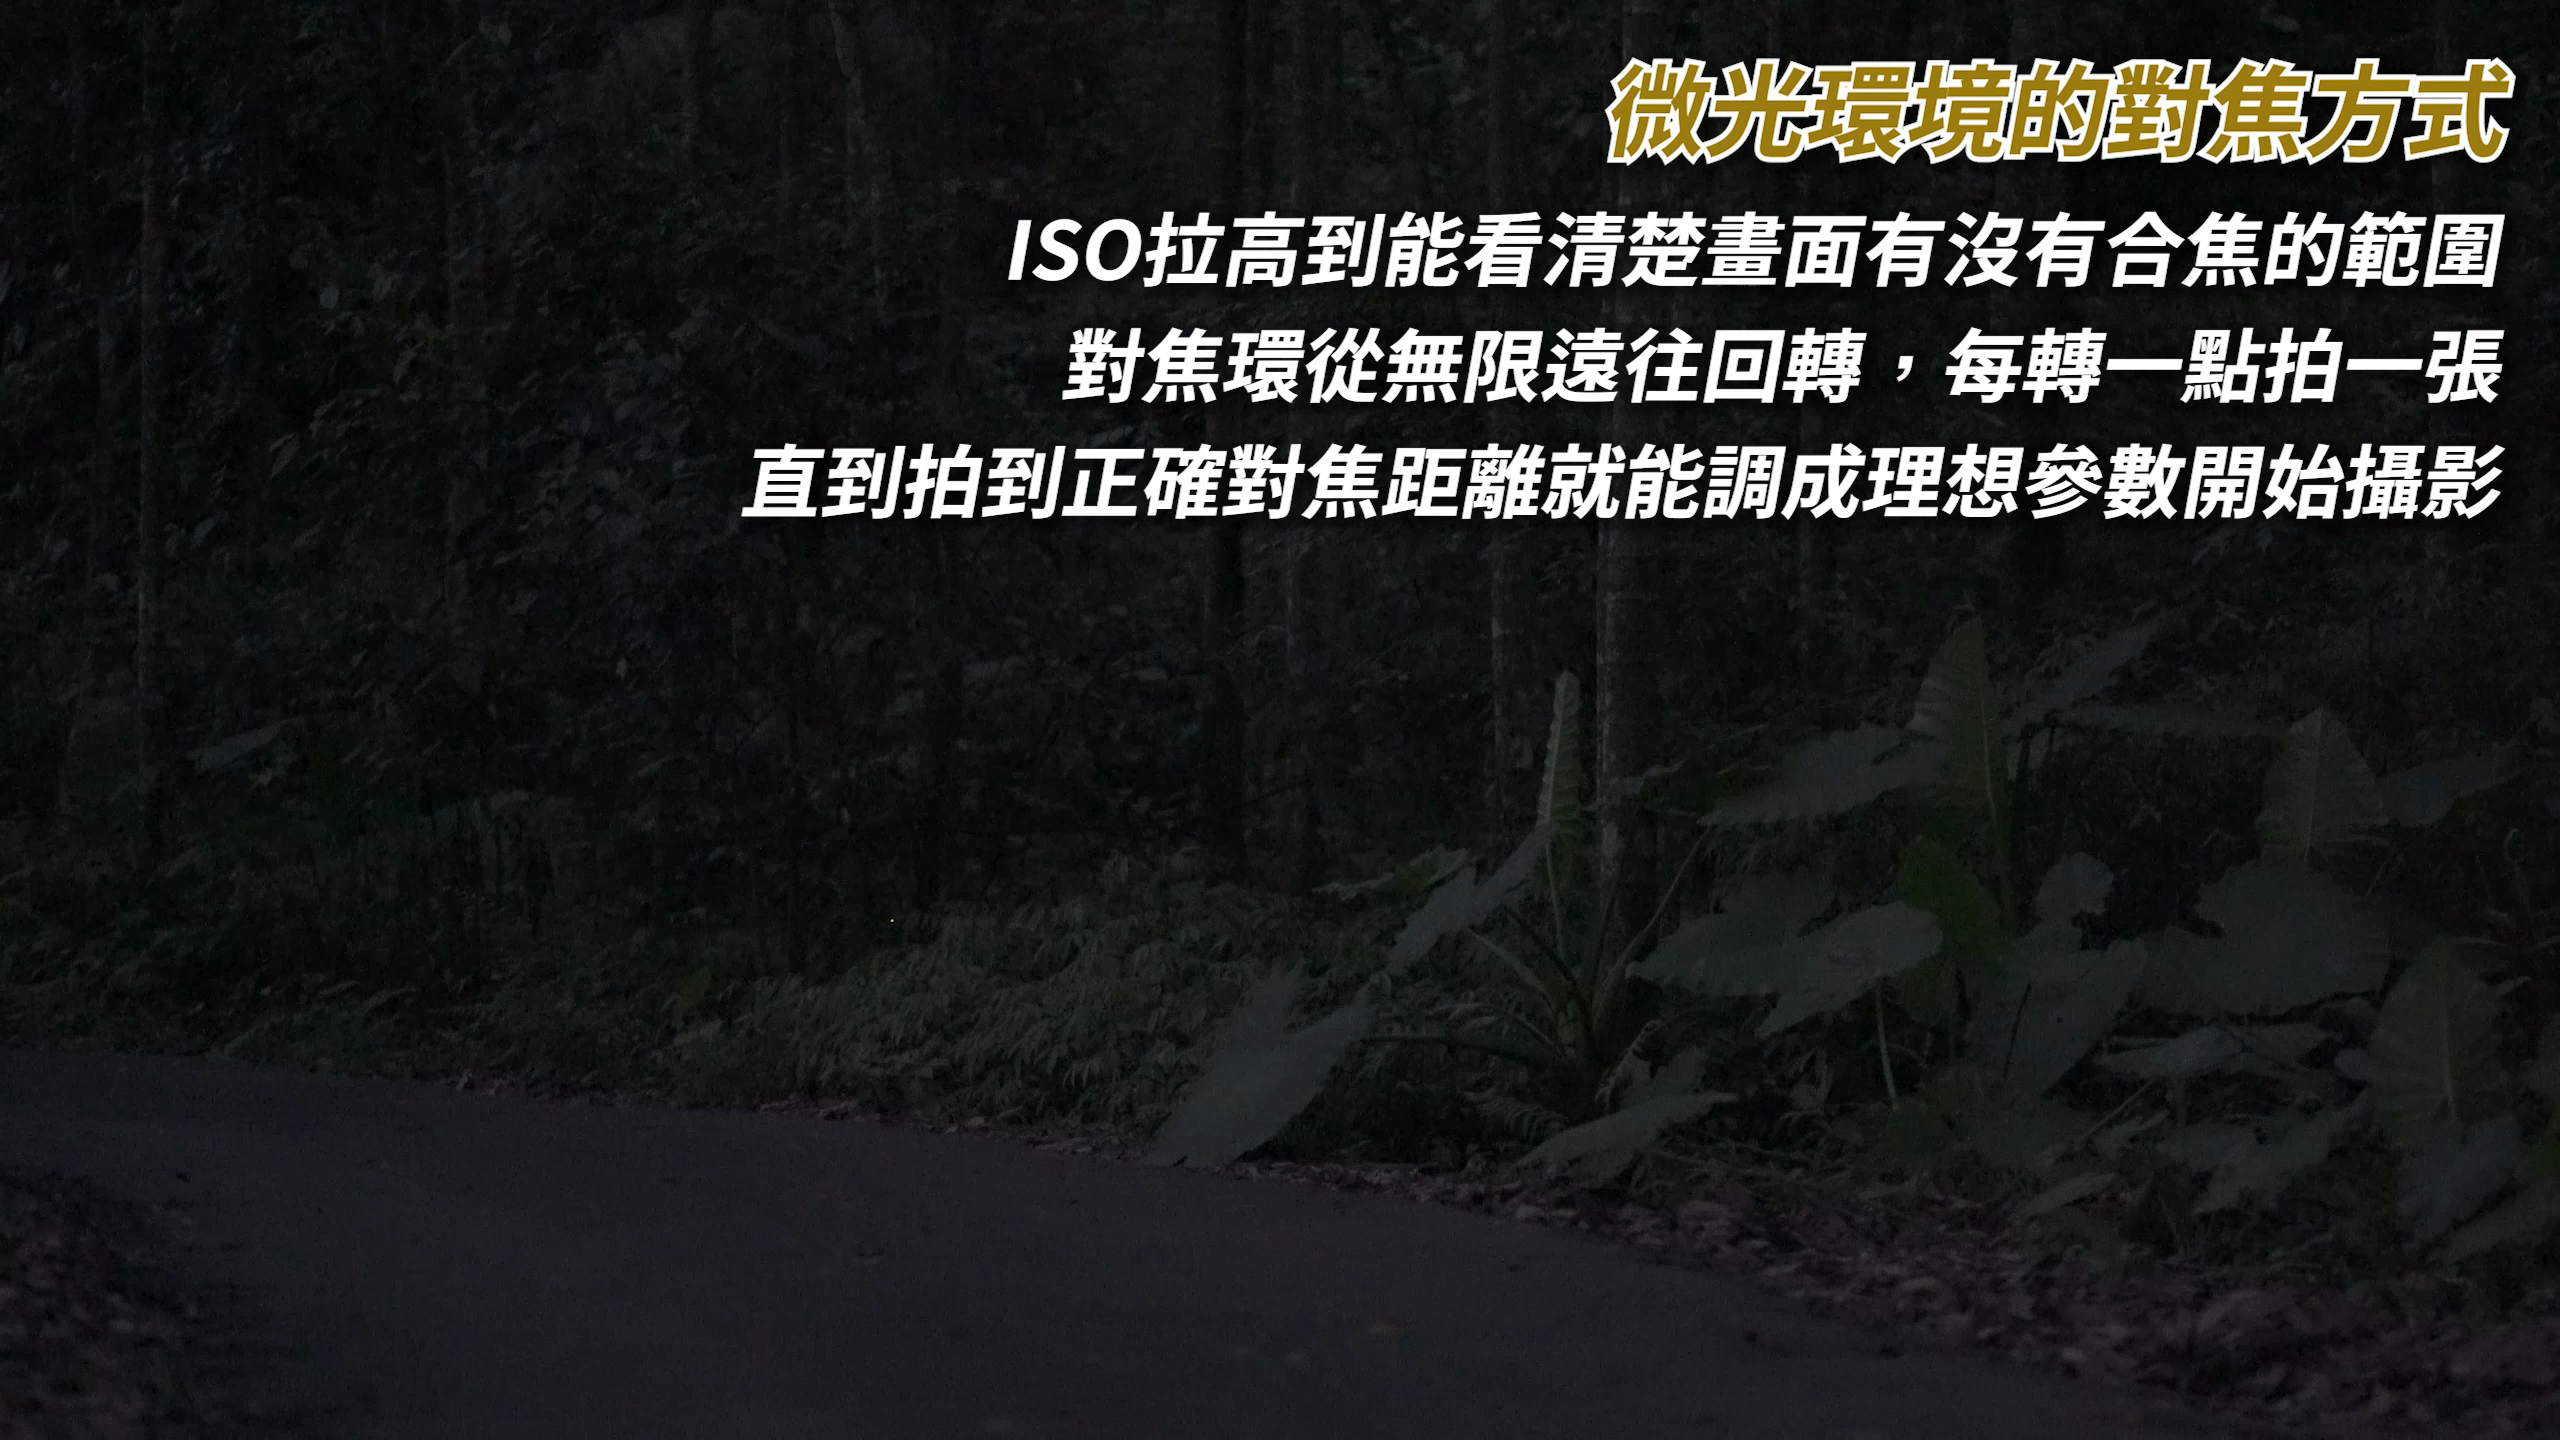 微光環境的對焦方式
ISO拉高到能看清楚畫面有沒有合焦的範圍
對焦環從無限遠往回轉，每轉一點拍一張
直到拍到正確對焦距離就能調成理想參數開始攝影